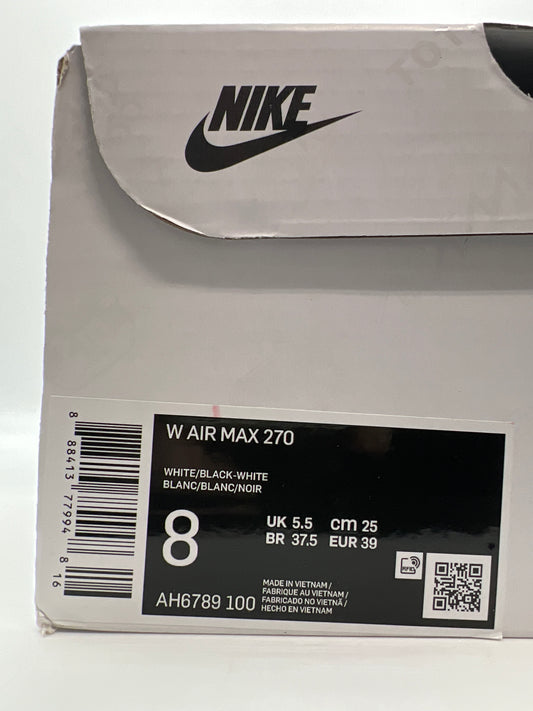 NIKE
W AIR MAX 270
WHITE/BLACK-WHITE
BLANC/BLANC/NOIR
8
UK 5.5 cm 25
BR 37.5 EUR 39
AH6789 100
MADE IN VIETNAM /
FABRIQUE AU VIETNAM /
FABRICADO NO VIETNÃ /
HECHO EN VIETNAM
RFID
8 88413 77994 8 16